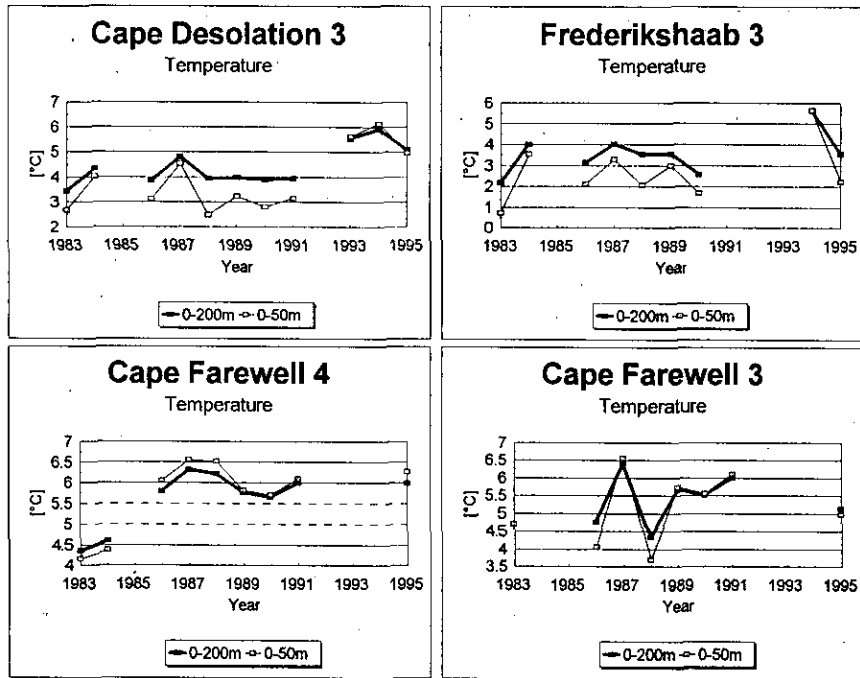 Cape Desolation 3
Temperature
7
6
5
4
3
2
[°C]
1983 1985 1987 1989 1991 1993 1995
Year
0-200m 0-50m
Frederikshaab 3
Temperature
6
5
4
3
2
1
0
[°C]
1983 1985 1987 1989 1991 1993 1995
Year
0-200m 0-50m
Cape Farewell 4
Temperature
7
6.5
6
5.5
5
4.5
4
[°C]
1983 1985 1987 1989 1991 1993 1995
Year
0-200m 0-50m
Cape Farewell 3
Temperature
7
6.5
6
5.5
5
4.5
4
3.5
[°C]
1983 1985 1987 1989 1991 1993 1995
Year
0-200m 0-50m